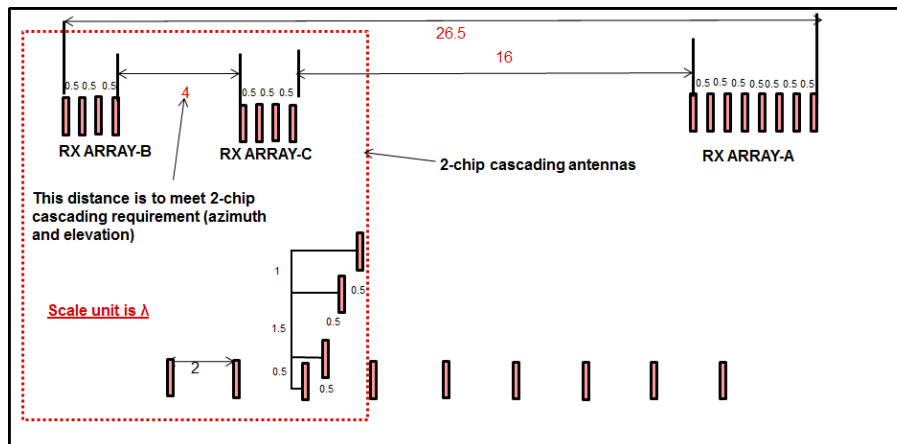 26.5
16
0.5 0.5 0.5
4
0.5 0.5 0.5
0.5 0.5 0.5 0.5 0.5 0.5 0.5
RX ARRAY-B
RX ARRAY-C
RX ARRAY-A
2-chip cascading antennas
This distance is to meet 2-chip
cascading requirement (azimuth
and elevation)
1
0.5
Scale unit is λ
1.5
0.5
2
0.5
0.5